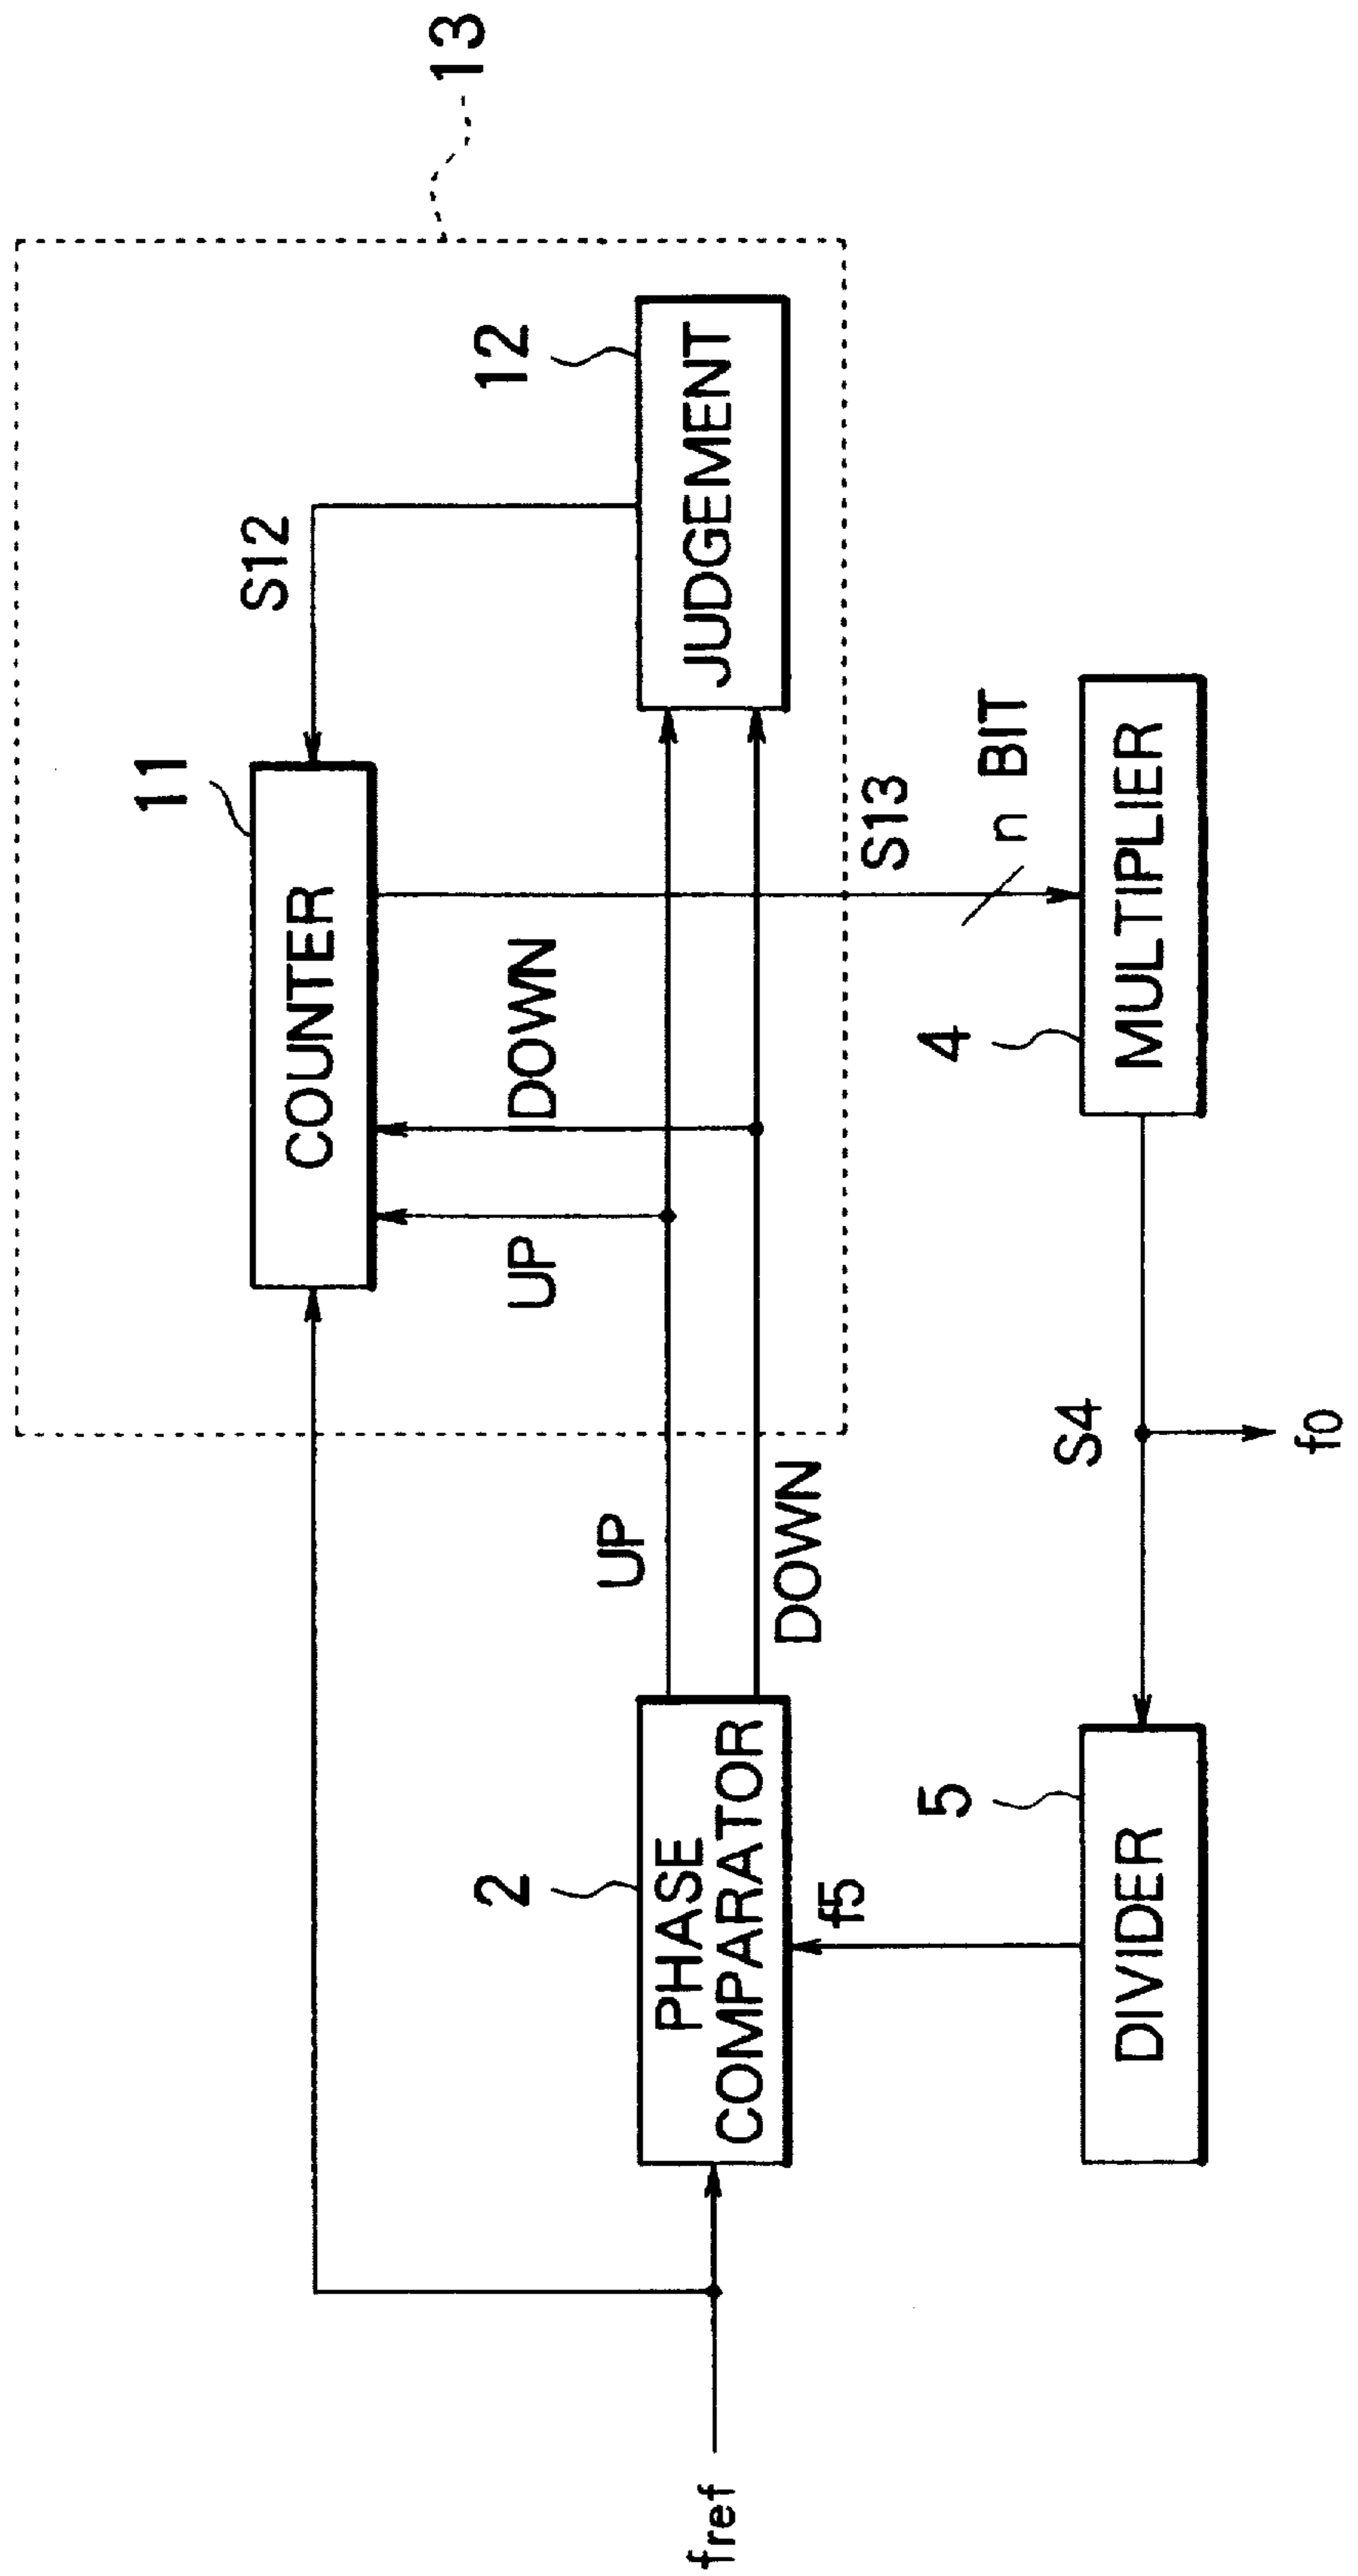 13
11
COUNTER
S12
12
JUDGEMENT
UP
DOWN
UP
DOWN
fref
2
PHASE
COMPARATOR
f5
S13
n BIT
5
DIVIDER
S4
f0
4
MULTIPLIER